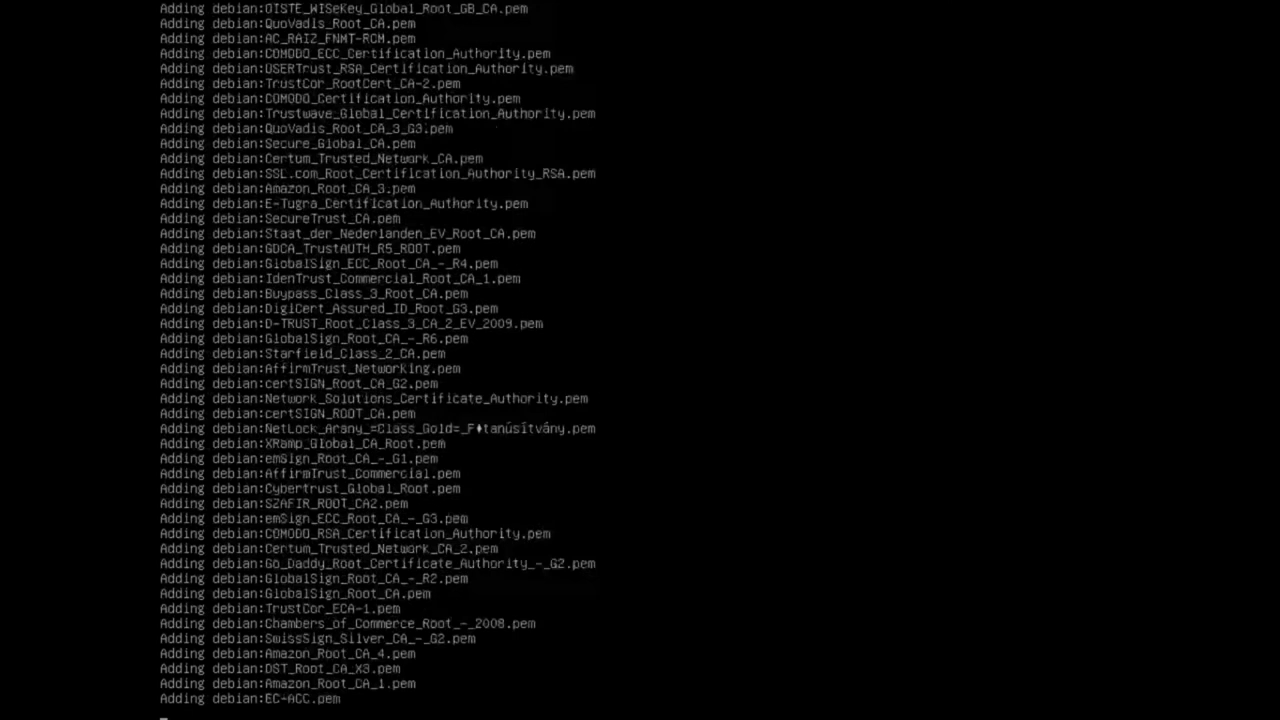 Adding debian:OISTE_WISeKey_Global_Root_GB_CA.pem
Adding debian:QuoVadis_Root_CA.pem
Adding debian:AC_RAIZ_FNMT-RCM.pem
Adding debian:COMODO_ECC_Certification_Authority.pem
Adding debian:USERTrust_RSA_Certification_Authority.pem
Adding debian:TrustCor_RootCert_CA-2.pem
Adding debian:COMODO_Certification_Authority.pem
Adding debian:Trustwave_Global_Certification_Authority.pem
Adding debian:QuoVadis_Root_CA_3_G3.pem
Adding debian:Secure_Global_CA.pem
Adding debian:Certum_Trusted_Network_CA.pem
Adding debian:SSL.com_Root_Certification_Authority_RSA.pem
Adding debian:Amazon_Root_CA_3.pem
Adding debian:E-Tugra_Certification_Authority.pem
Adding debian:SecureTrust_CA.pem
Adding debian:Staat_der_Nederlanden_EV_Root_CA.pem
Adding debian:GDCA_TrustAUTH_R5_ROOT.pem
Adding debian:GlobalSign_ECC_Root_CA_-_R4.pem
Adding debian:IdenTrust_Commercial_Root_CA_1.pem
Adding debian:Buypass_Class_3_Root_CA.pem
Adding debian:DigiCert_Assured_ID_Root_G3.pem
Adding debian:D-TRUST_Root_Class_3_CA_2_EV_2009.pem
Adding debian:GlobalSign_Root_CA_-_R6.pem
Adding debian:Starfield_Class_2_CA.pem
Adding debian:AffirmTrust_Networking.pem
Adding debian:certSIGN_Root_CA_G2.pem
Adding debian:Network_Solutions_Certificate_Authority.pem
Adding debian:certSIGN_ROOT_CA.pem
Adding debian:NetLock_Arany_=Class_Gold=_F♦tanúsítvány.pem
Adding debian:XRamp_Global_CA_Root.pem
Adding debian:emSign_Root_CA_-_G1.pem
Adding debian:AffirmTrust_Commercial.pem
Adding debian:Cybertrust_Global_Root.pem
Adding debian:SZAFIR_ROOT_CA2.pem
Adding debian:emSign_ECC_Root_CA_-_G3.pem
Adding debian:COMODO_RSA_Certification_Authority.pem
Adding debian:Certum_Trusted_Network_CA_2.pem
Adding debian:Go_Daddy_Root_Certificate_Authority_-_G2.pem
Adding debian:GlobalSign_Root_CA_-_R2.pem
Adding debian:GlobalSign_Root_CA.pem
Adding debian:TrustCor_ECA-1.pem
Adding debian:Chambers_of_Commerce_Root_-_2008.pem
Adding debian:SwissSign_Silver_CA_-_G2.pem
Adding debian:Amazon_Root_CA_4.pem
Adding debian:DST_Root_CA_X3.pem
Adding debian:Amazon_Root_CA_1.pem
Adding debian:EC-ACC.pem